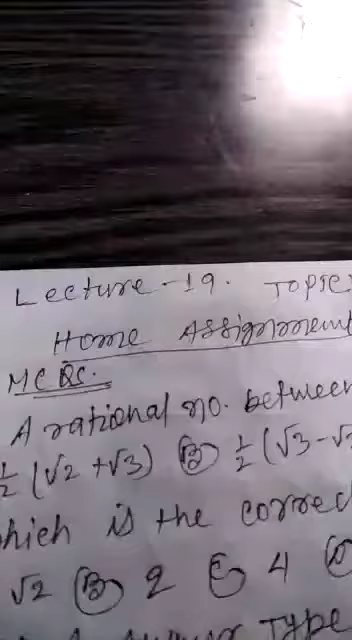 Lecture-19. Topic:
Home Assignment
MCQS.
A rational no. between
1/2 (√2 + √3) (B) 1/2 (√3 - √
which is the correct
√2 (B) 2 (C) 4 (D)
Type